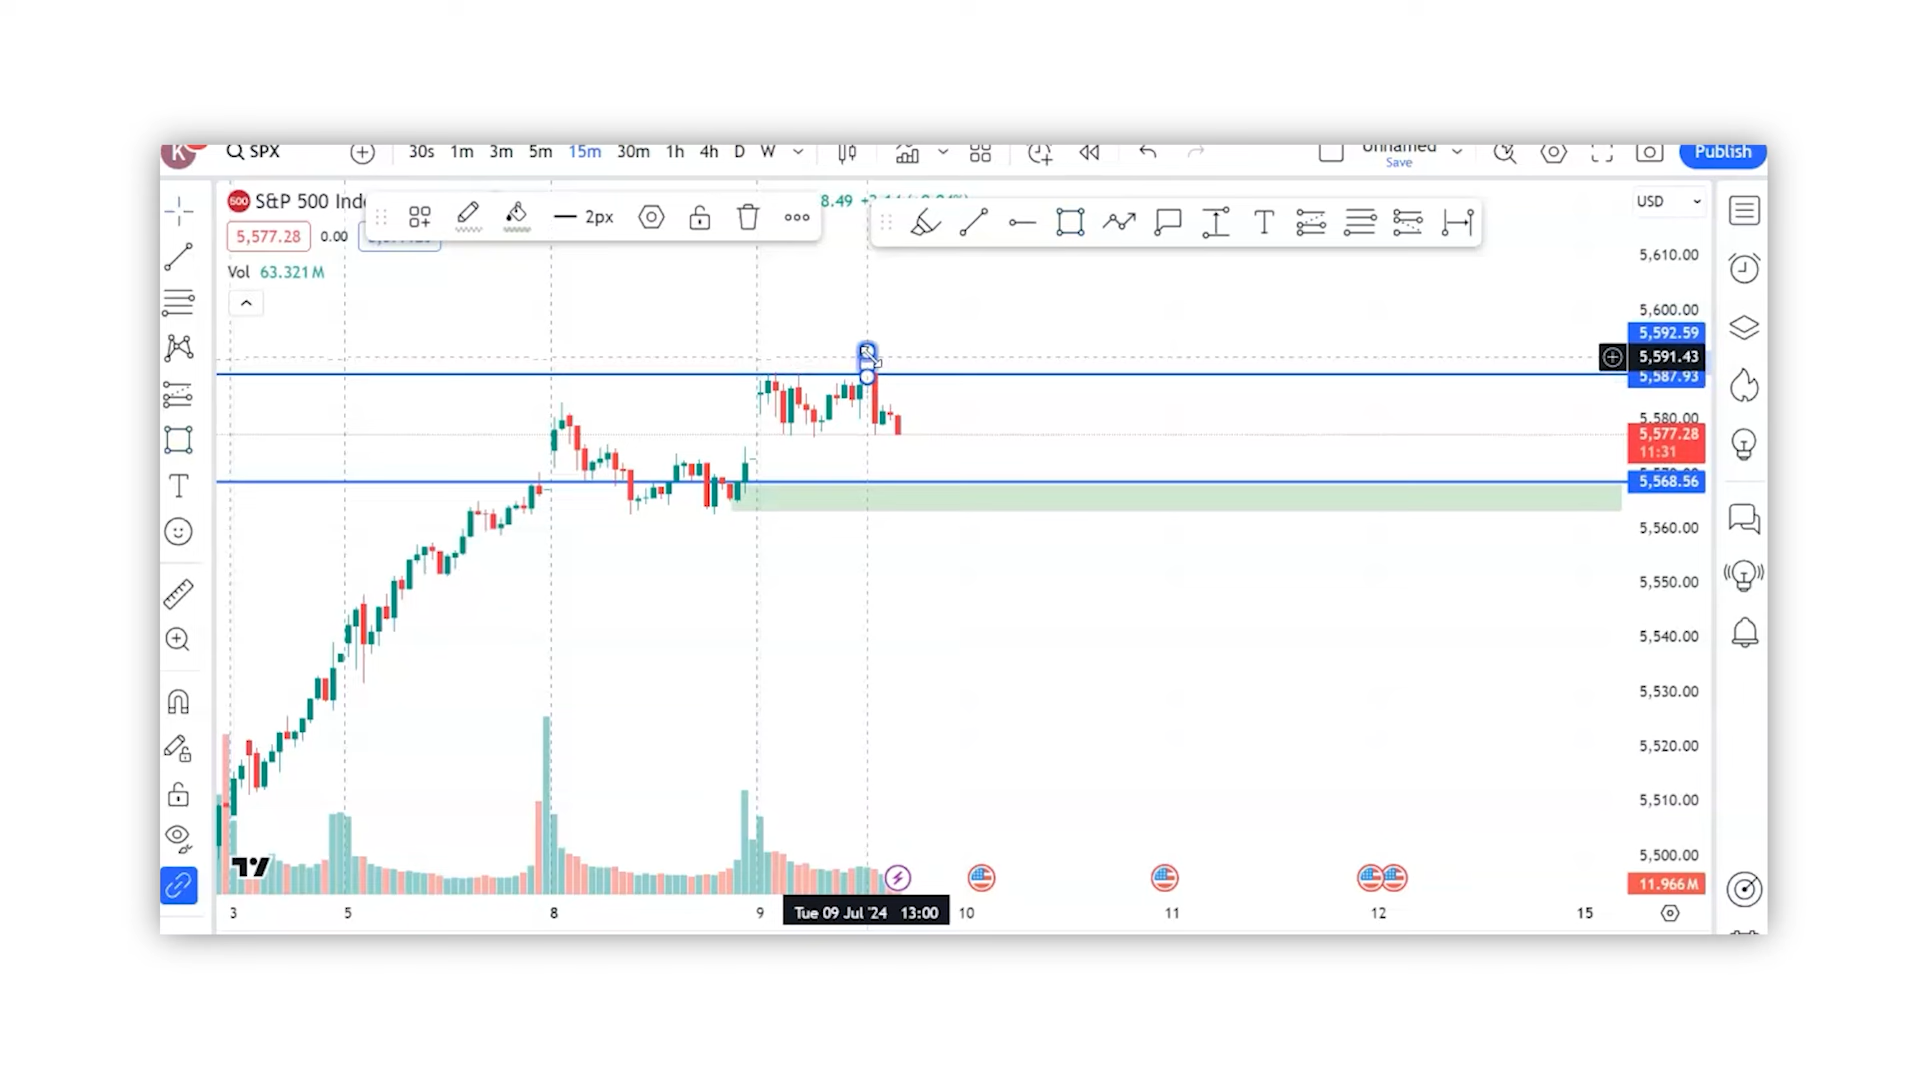 K SPX 30s 1m 3m 5m 15m 30m 1h 4h D W Unnamed Save Publish
500 S&P 500 Inde 2px 8.49 T USD
5,577.28 0.00
Vol 63.321 M
5,610.00
5,600.00
5,592.59
5,591.43
5,587.93
5,580.00
5,577.28
11:31
5,568.56
5,560.00
5,550.00
5,540.00
5,530.00
5,520.00
5,510.00
5,500.00
11.966 M
T
3 5 8 9 Tue 09 Jul '24 13:00 10 11 12 15